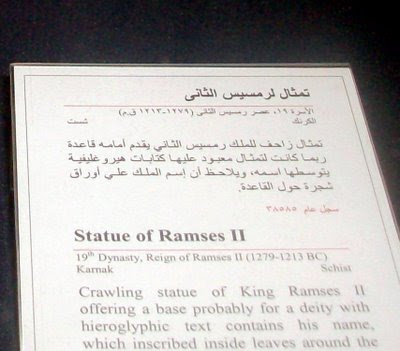 تمثال لرمسيس الثانى
الأسرة ١٩، عصر رمسيس الثانى (١٢٧٩-١٢١٣ ق.م)
الكرنك شست
تمثال زاحف للملك رمسيس الثاني يقدم أمامه قاعدة
ربما كانت لتمثال معبود عليها كتابات هيروغليفية
يتوسطها اسمه، ويلاحظ أن إسم الملك علي أوراق
شجرة حول القاعدة.
سجل عام ٣٨٥٨٥
Statue of Ramses II
19th Dynasty, Reign of Ramses II (1279-1213 BC)
Karnak Schist
Crawling statue of King Ramses II
offering a base probably for a deity with
hieroglyphic text contains his name,
which inscribed inside leaves around the